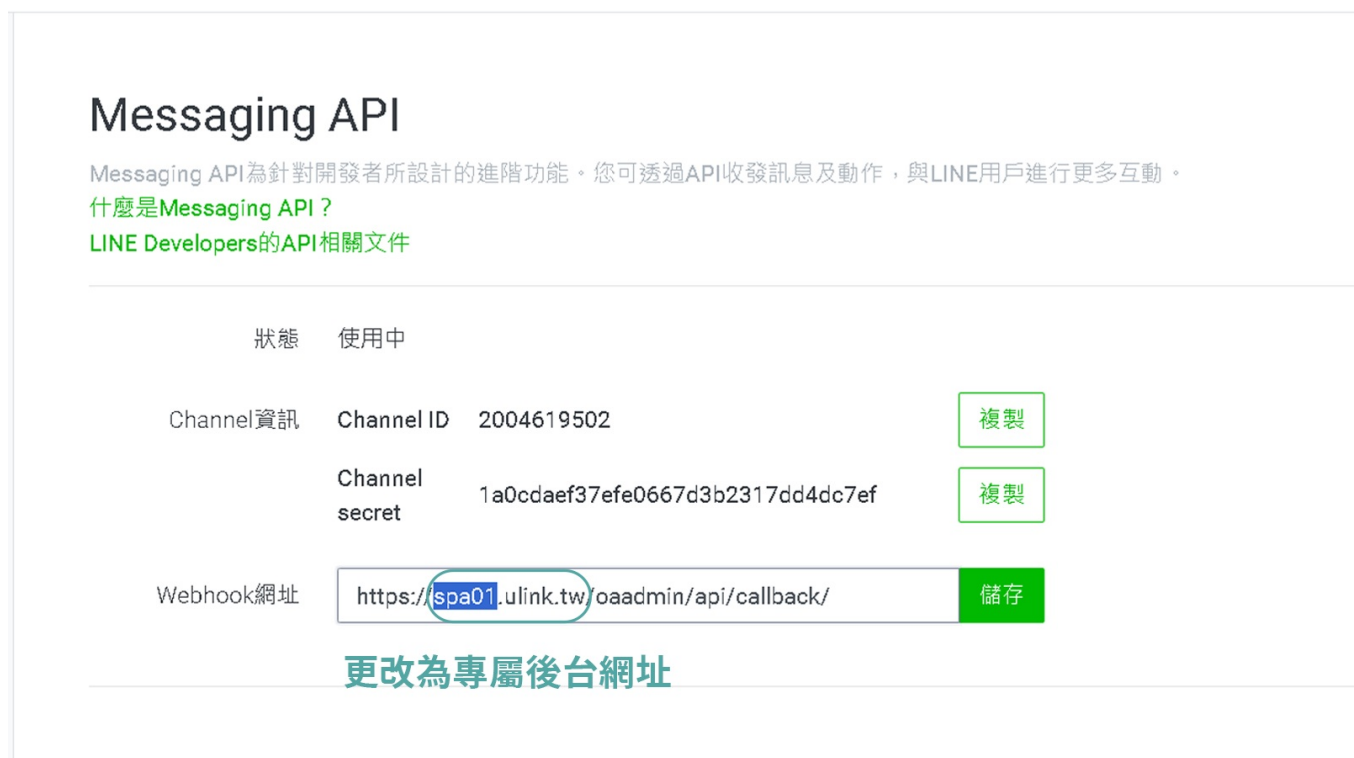 Messaging API
Messaging API為針對開發者所設計的進階功能。您可透過API收發訊息及動作，與LINE用戶進行更多互動。
什麼是Messaging API？
LINE Developers的API相關文件
狀態 使用中
Channel資訊 Channel ID 2004619502 複製
Channel secret 1a0cdaef37efe0667d3b2317dd4dc7ef 複製
Webhook網址 https://spa01.ulink.tw/oaadmin/api/callback/ 儲存
更改為專屬後台網址